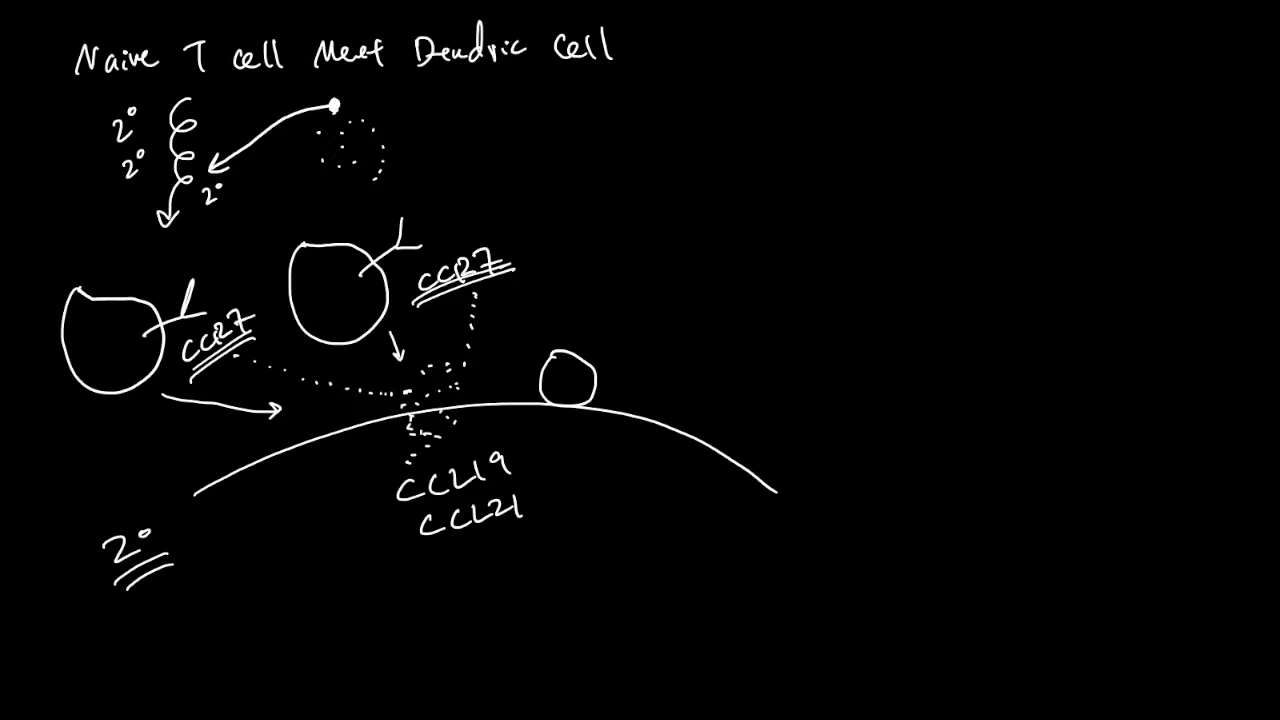 Naive T cell Meet Dendric Cell
2°
2°
2°
CCR7
CCR7
CCL19
CCL21
2°